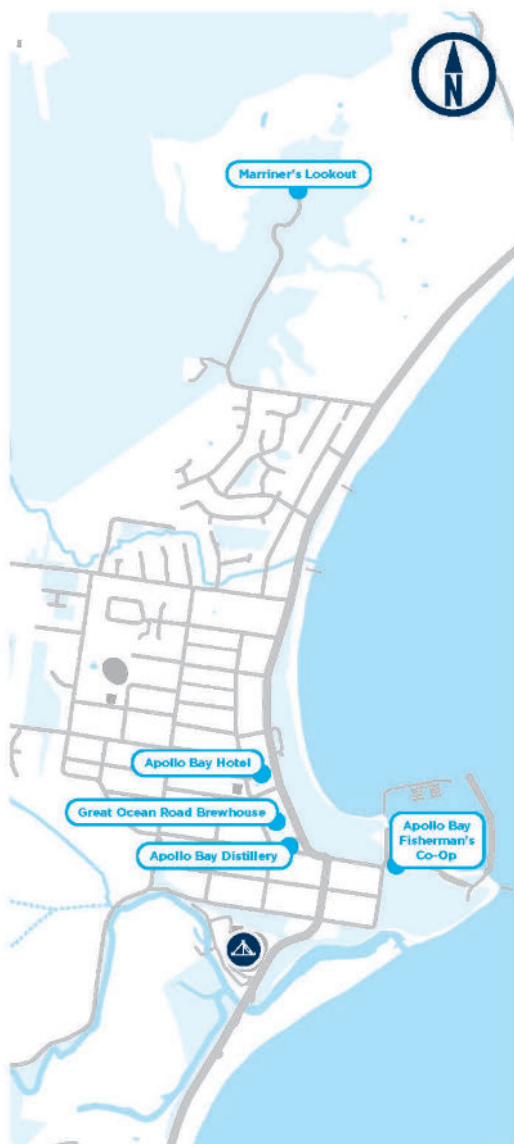 N
Marriner's Lookout
Apollo Bay Hotel
Great Ocean Road Brewhouse
Apollo Bay Distillery
Apollo Bay
Fisherman's
Co-Op